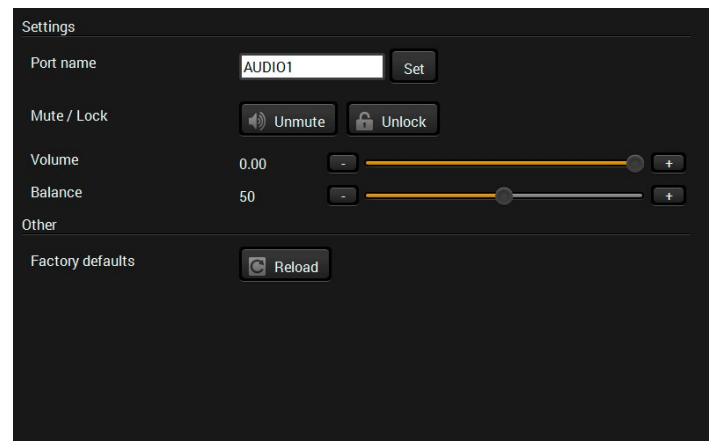 Settings
Port name AUDIO1 Set
Mute / Lock Unmute Unlock
Volume 0.00 - +
Balance 50 - +
Other
Factory defaults Reload